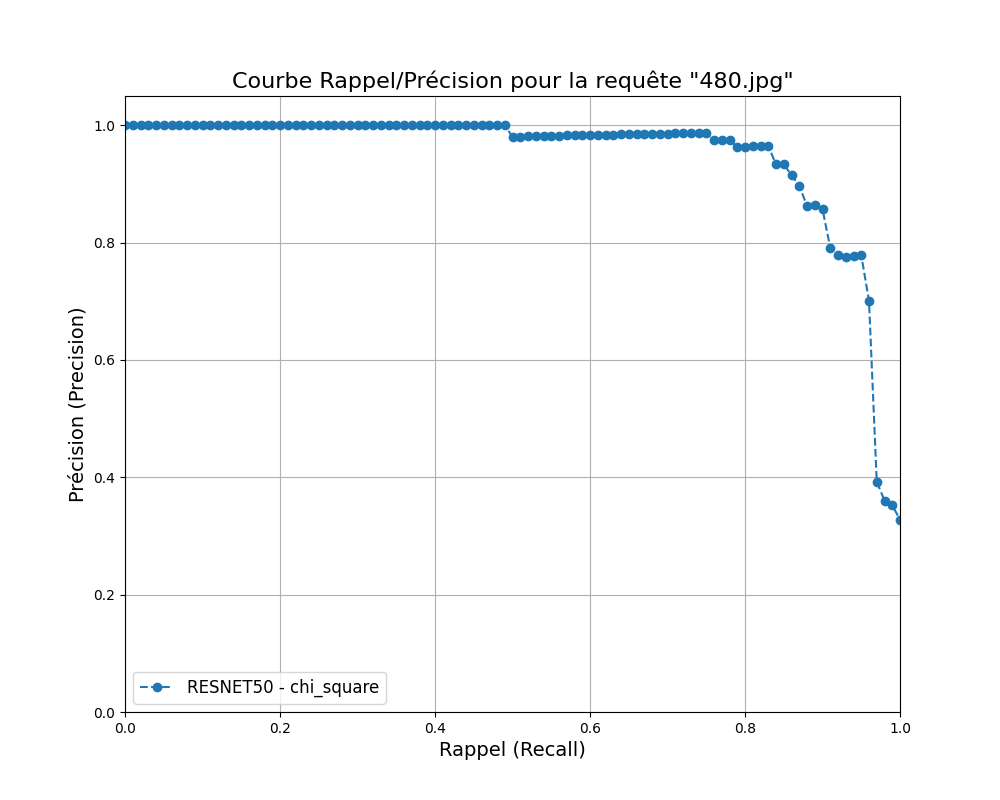 Courbe Rappel/Précision pour la requête "480.jpg"
1.0
0.8
0.6
0.4
0.2
0.0
Précision (Precision)
RESNET50 - chi_square
0.0 0.2 0.4 0.6 0.8 1.0
Rappel (Recall)